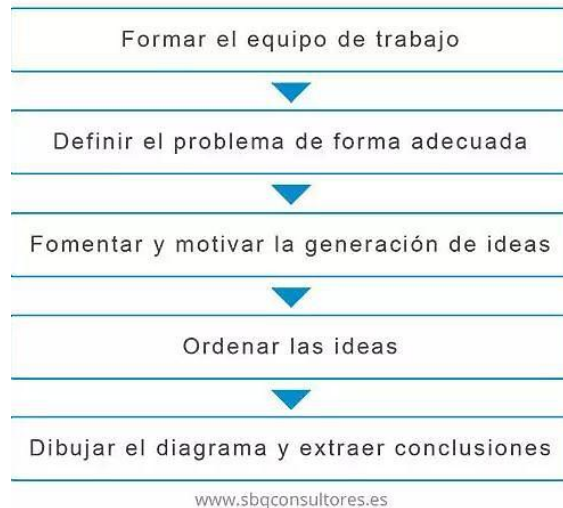 Formar el equipo de trabajo
Definir el problema de forma adecuada
Fomentar y motivar la generación de ideas
Ordenar las ideas
Dibujar el diagrama y extraer conclusiones
www.sbqconsultores.es